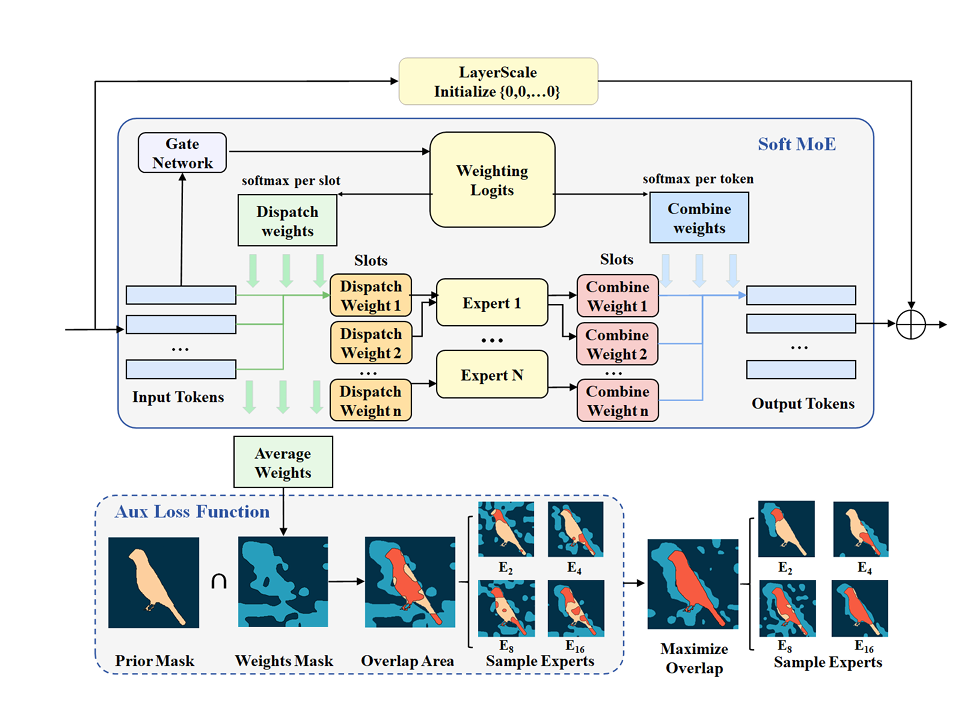 LayerScale
Initialize {0,0,…0}
Soft MoE
Gate
Network
Weighting
Logits
softmax per slot
softmax per token
Dispatch
weights
Combine
weights
Slots
Slots
Dispatch
Weight 1
Expert 1
Combine
Weight 1
Dispatch
Weight 2
...
Combine
Weight 2
...
...
...
...
Expert N
Dispatch
Weight n
Combine
Weight n
Input Tokens
Output Tokens
Average
Weights
Aux Loss Function
∩
E2
E4
E8
E16
E2
E4
E8
E16
Prior Mask
Weights Mask
Overlap Area
Sample Experts
Maximize
Overlap
Sample Experts